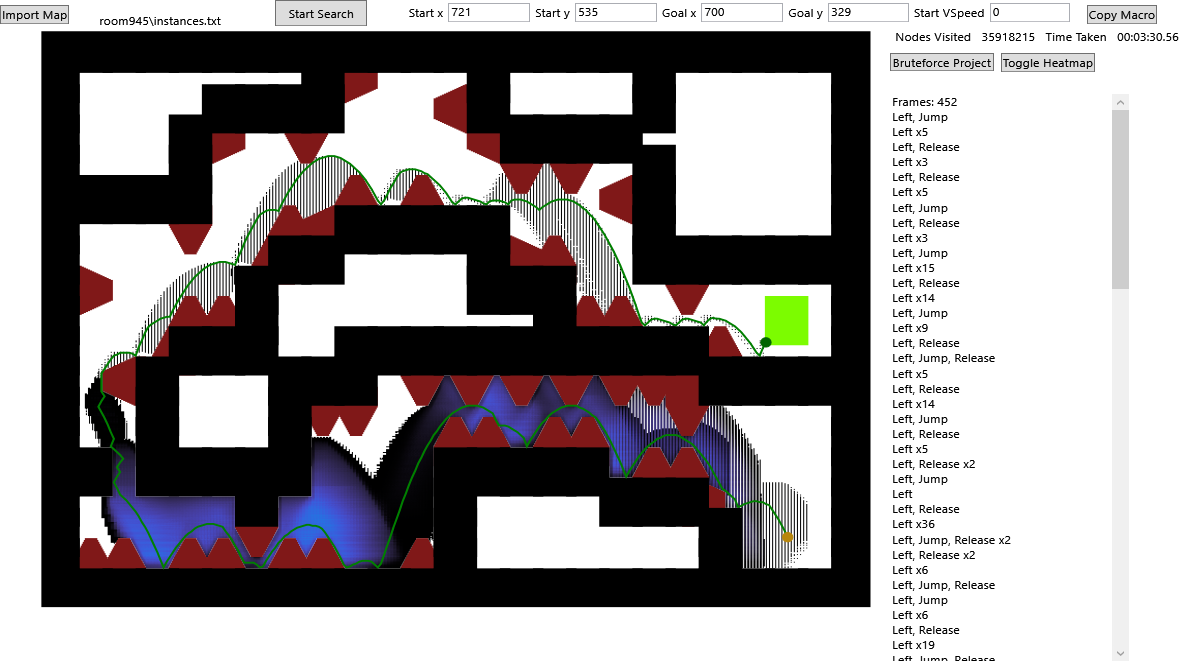 Import Map
room945\instances.txt
Start Search
Start x 721 Start y 535 Goal x 700 Goal y 329 Start VSpeed 0
Copy Macro
Nodes Visited 35918215 Time Taken 00:03:30.56
Bruteforce Project Toggle Heatmap
Frames: 452
Left, Jump
Left x5
Left, Release
Left x3
Left, Release
Left x5
Left, Jump
Left, Release
Left x3
Left, Jump
Left x15
Left, Release
Left x14
Left, Jump
Left x9
Left, Release
Left, Jump, Release
Left x5
Left, Release
Left x14
Left, Jump
Left, Release
Left x5
Left, Release x2
Left, Jump
Left
Left, Release
Left x36
Left, Jump, Release x2
Left, Release x2
Left x6
Left, Jump, Release
Left, Jump
Left x6
Left, Release
Left x19
Left, Jump, Release